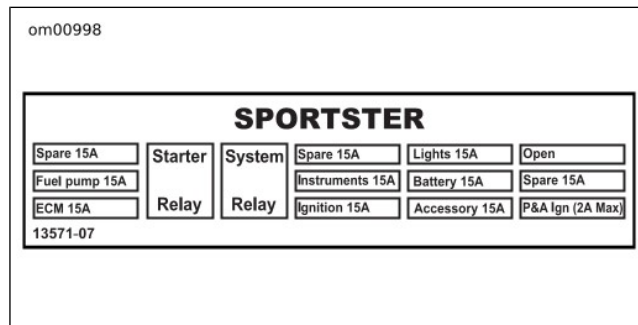 om00998
SPORTSTER
Spare 15A
Fuel pump 15A
ECM 15A
Starter
Relay
System
Relay
Spare 15A
Instruments 15A
Ignition 15A
Lights 15A
Battery 15A
Accessory 15A
Open
Spare 15A
P&A Ign (2A Max)
13571-07